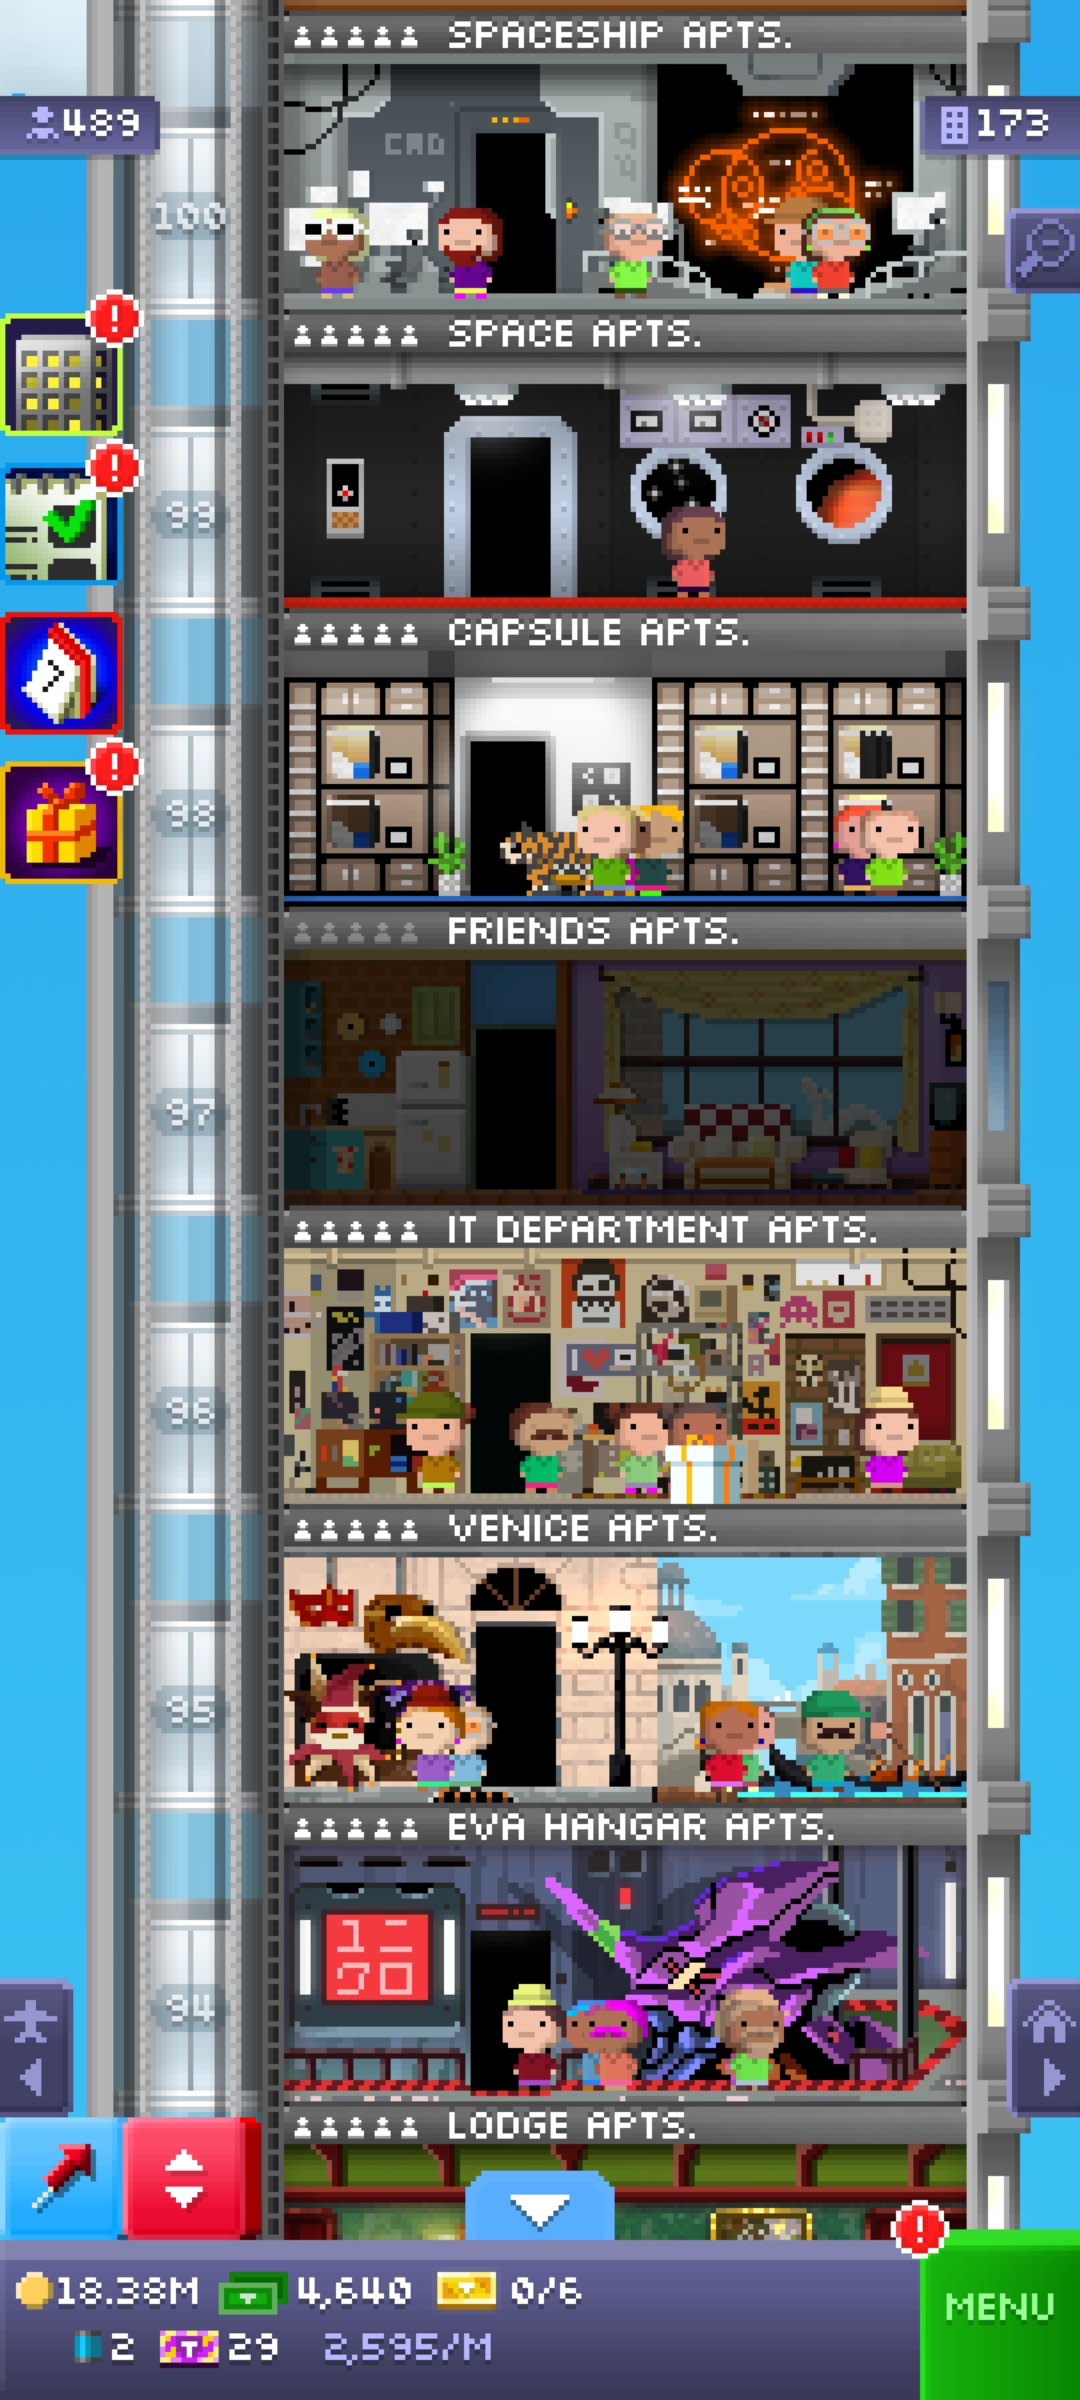 SPACESHIP APTS.
489
173
CMD
100
SPACE APTS.
99
CAPSULE APTS.
98
FRIENDS APTS.
97
IT DEPARTMENT APTS.
96
VENICE APTS.
95
EVA HANGAR APTS.
94
LODGE APTS.
18.38M 4,640 0/6
2 29 2,595/M
MENU